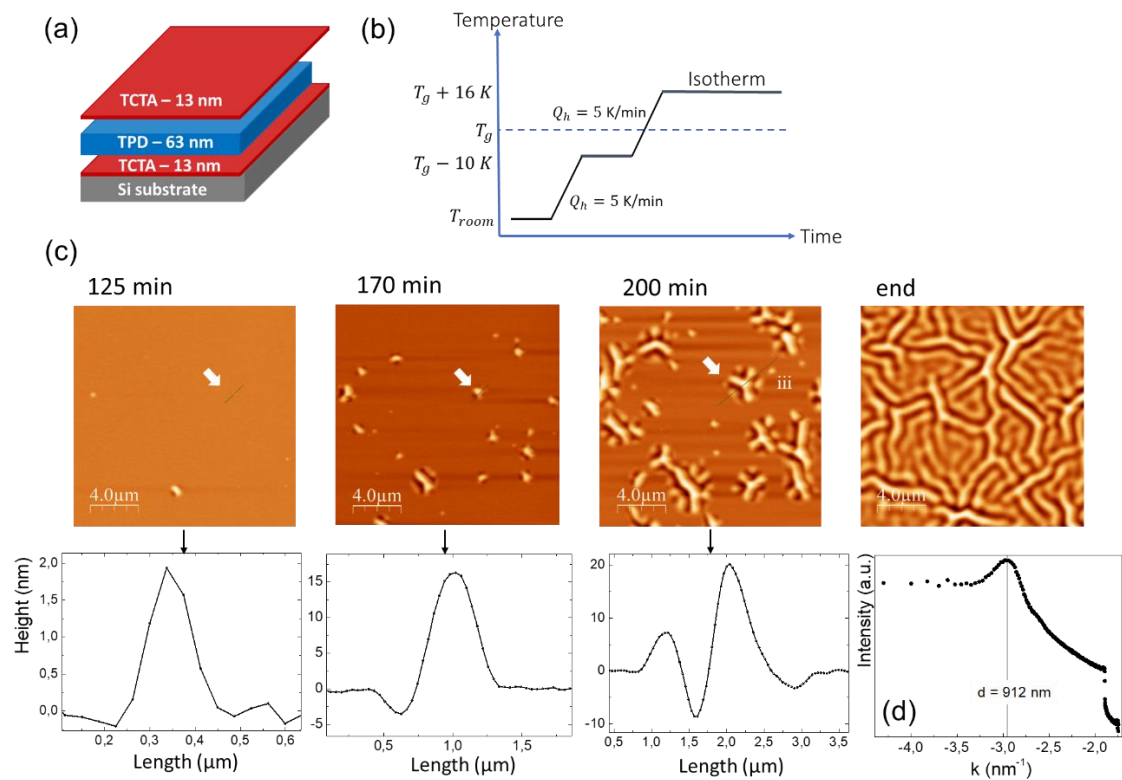 (a)
TCTA – 13 nm
TPD – 63 nm
TCTA – 13 nm
Si substrate
(b)
Temperature
T_g + 16 K
T_g
T_g − 10 K
T_room
Isotherm
Q_h = 5 K/min
Q_h = 5 K/min
Time
(c)
125 min
170 min
200 min
end
4.0µm
4.0µm
iii
4.0µm
4.0µm
Height (nm)
2,0
1,5
1,0
0,5
0,0
0,2 0,3 0,4 0,5 0,6
Length (µm)
15
10
5
0
-5
0,5 1,0 1,5
Length (µm)
20
10
0
-10
0,5 1,0 1,5 2,0 2,5 3,0 3,5
Length (µm)
Intensity (a.u.)
d = 912 nm
(d)
-4,0 -3,0 -2,0
k (nm⁻¹)